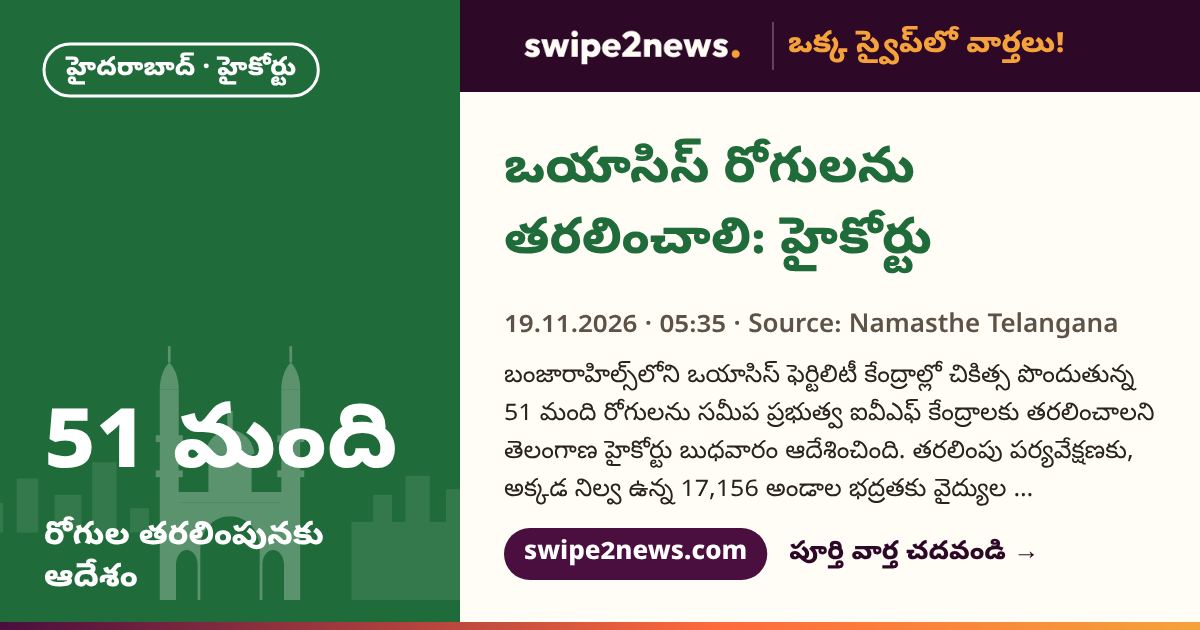 హైదరాబాద్ · హైకోర్టు
51 మంది
రోగుల తరలింపునకు
ఆదేశం
swipe2news.
ఒక్క స్వైప్‌లో వార్తలు!
ఒయాసిస్ రోగులను
తరలించాలి: హైకోర్టు
19.11.2026 · 05:35 · Source: Namasthe Telangana
బంజారాహిల్స్‌లోని ఒయాసిస్ ఫెర్టిలిటీ కేంద్రాల్లో చికిత్స పొందుతున్న
51 మంది రోగులను సమీప ప్రభుత్వ ఐవీఎఫ్ కేంద్రాలకు తరలించాలని
తెలంగాణ హైకోర్టు బుధవారం ఆదేశించింది. తరలింపు పర్యవేక్షణకు,
అక్కడ నిల్వ ఉన్న 17,156 అండాల భద్రతకు వైద్యుల ...
swipe2news.com
పూర్తి వార్త చదవండి →